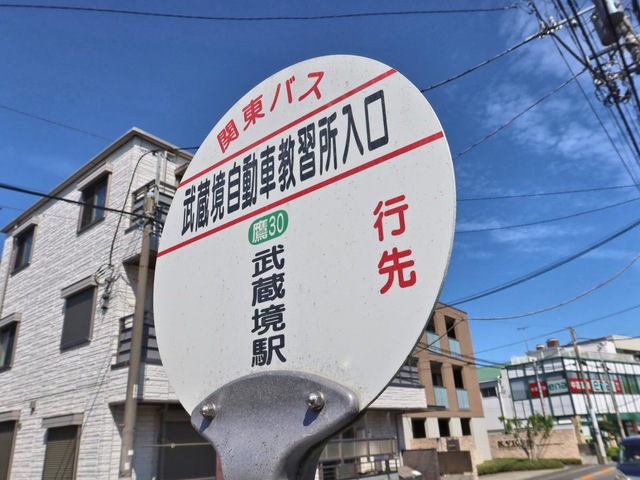 関東バス
武蔵境自動車教習所入口
行先
鷹30
武蔵境駅
ena